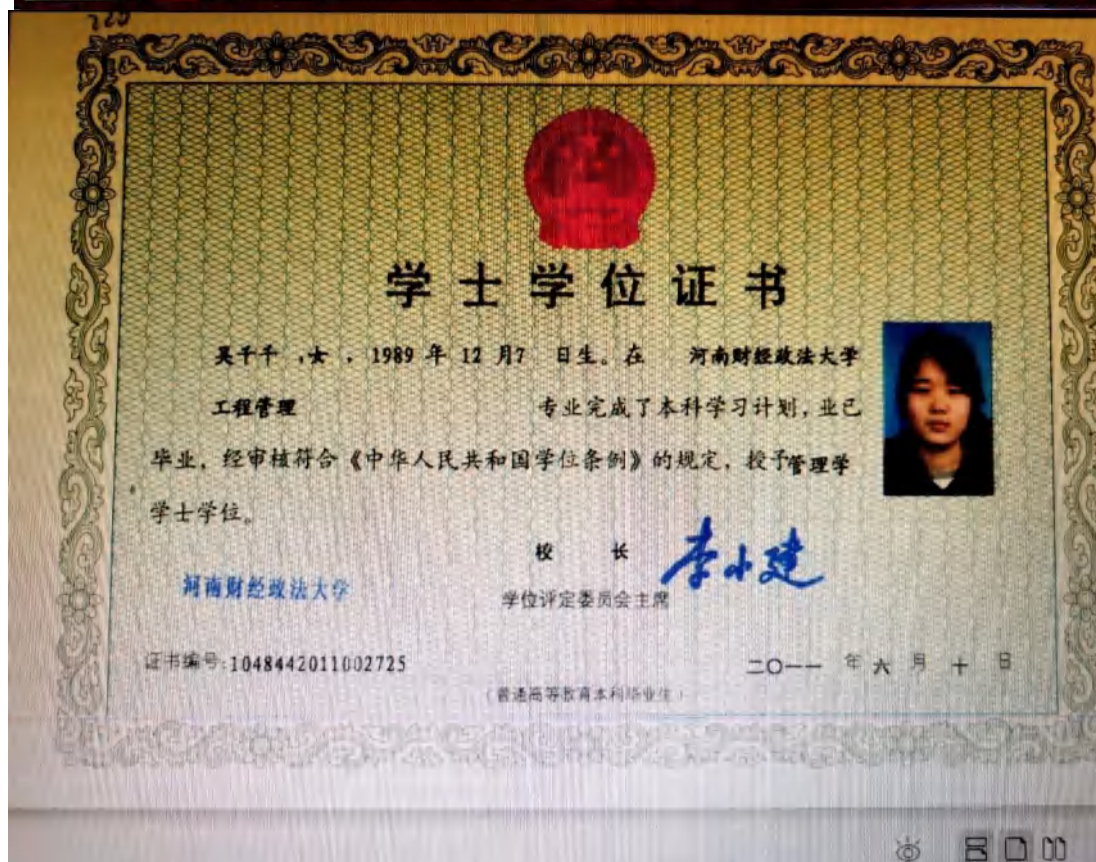 720
学士学位证书
吴千千 ,女 , 1989 年 12 月7 日生。在 河南财经政法大学
工程管理 专业完成了本科学习计划,业已
毕业,经审核符合《中华人民共和国学位条例》的规定,授予管理学
学士学位。
校 长 李小建
河南财经政法大学
学位评定委员会主席
证书编号:1048442011002725
二〇一一 年 六 月 十 日
(普通高等教育本科毕业生)